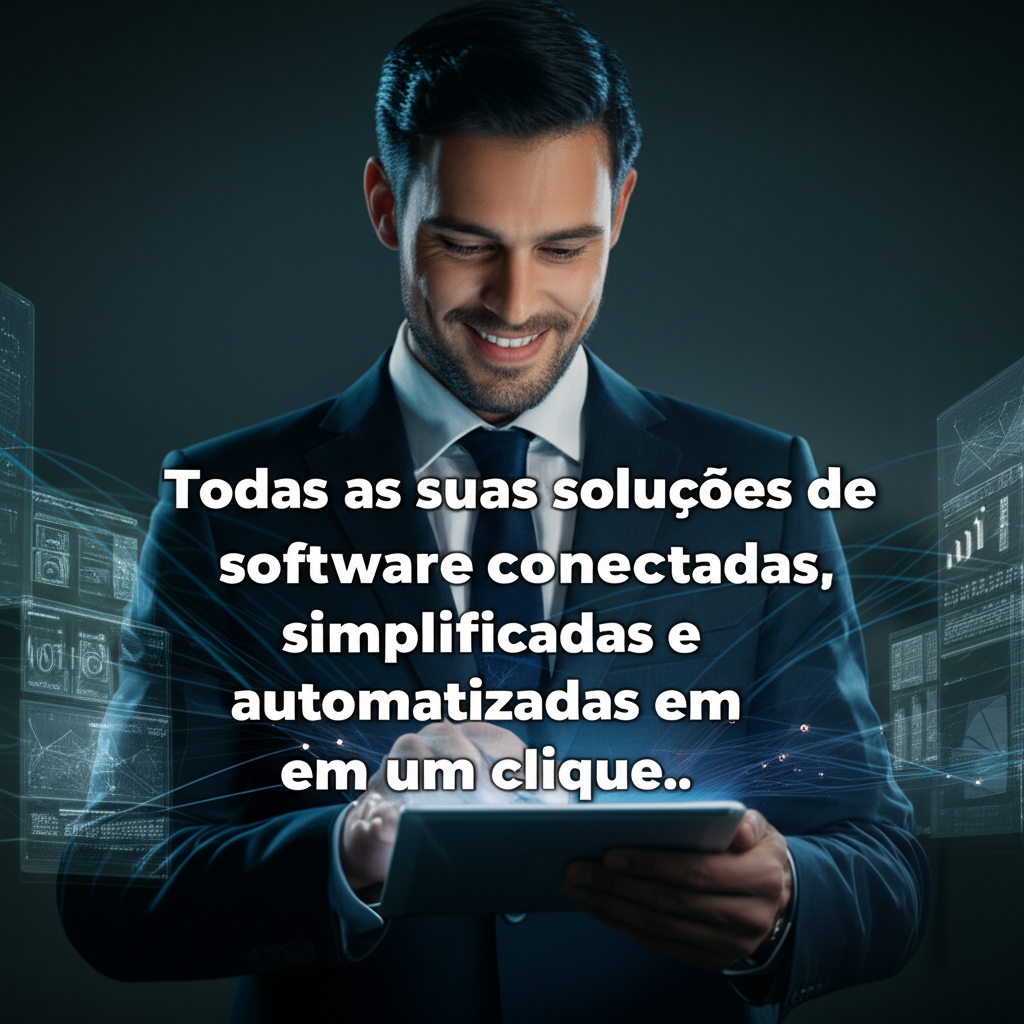 Todas as suas soluções de
software conectadas,
simplificadas e
automatizadas em
em um clique..